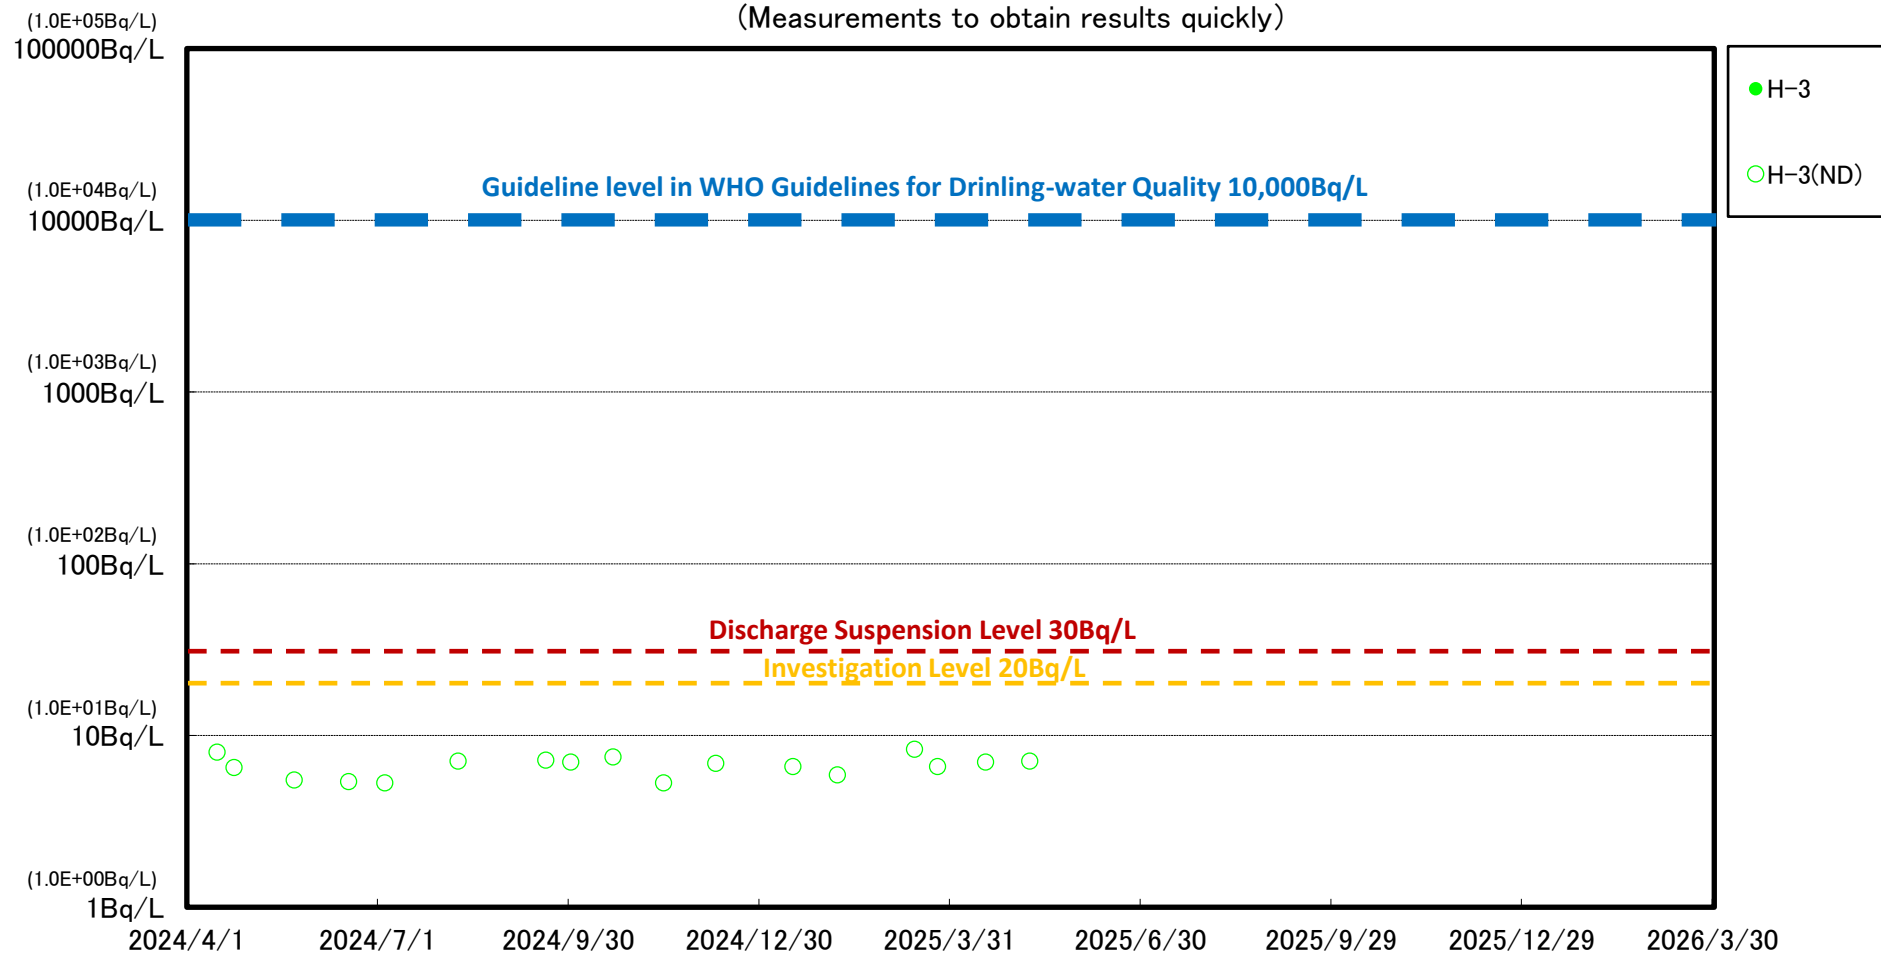 (Measurements to obtain results quickly)
(1.0E+05Bq/L)
100000Bq/L
H-3
H-3(ND)
(1.0E+04Bq/L)
Guideline level in WHO Guidelines for Drinling-water Quality 10,000Bq/L
10000Bq/L
(1.0E+03Bq/L)
1000Bq/L
(1.0E+02Bq/L)
100Bq/L
Discharge Suspension Level 30Bq/L
Investigation Level 20Bq/L
(1.0E+01Bq/L)
10Bq/L
(1.0E+00Bq/L)
1Bq/L
2024/4/1 2024/7/1 2024/9/30 2024/12/30 2025/3/31 2025/6/30 2025/9/29 2025/12/29 2026/3/30